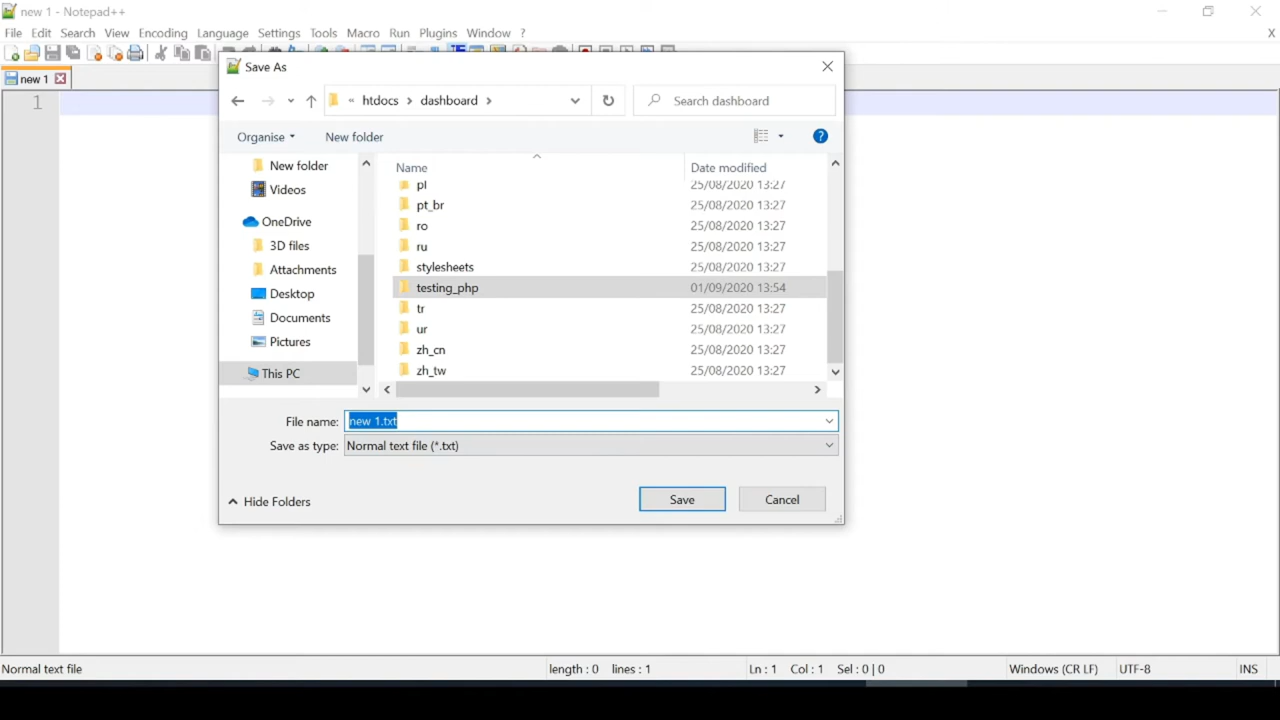 new 1 - Notepad++
File Edit Search View Encoding Language Settings Tools Macro Run Plugins Window ? X
new 1
1
Save As
« htdocs › dashboard ›
Search dashboard
Organise New folder
?
Name Date modified
New folder
Videos
OneDrive
3D files
Attachments
Desktop
Documents
Pictures
This PC
pl 25/08/2020 13:27
pt_br 25/08/2020 13:27
ro 25/08/2020 13:27
ru 25/08/2020 13:27
stylesheets 25/08/2020 13:27
testing_php 01/09/2020 13:54
tr 25/08/2020 13:27
ur 25/08/2020 13:27
zh_cn 25/08/2020 13:27
zh_tw 25/08/2020 13:27
File name: new 1.txt
Save as type: Normal text file (*.txt)
Hide Folders
Save Cancel
Normal text file length : 0 lines : 1 Ln : 1 Col : 1 Sel : 0 | 0 Windows (CR LF) UTF-8 INS